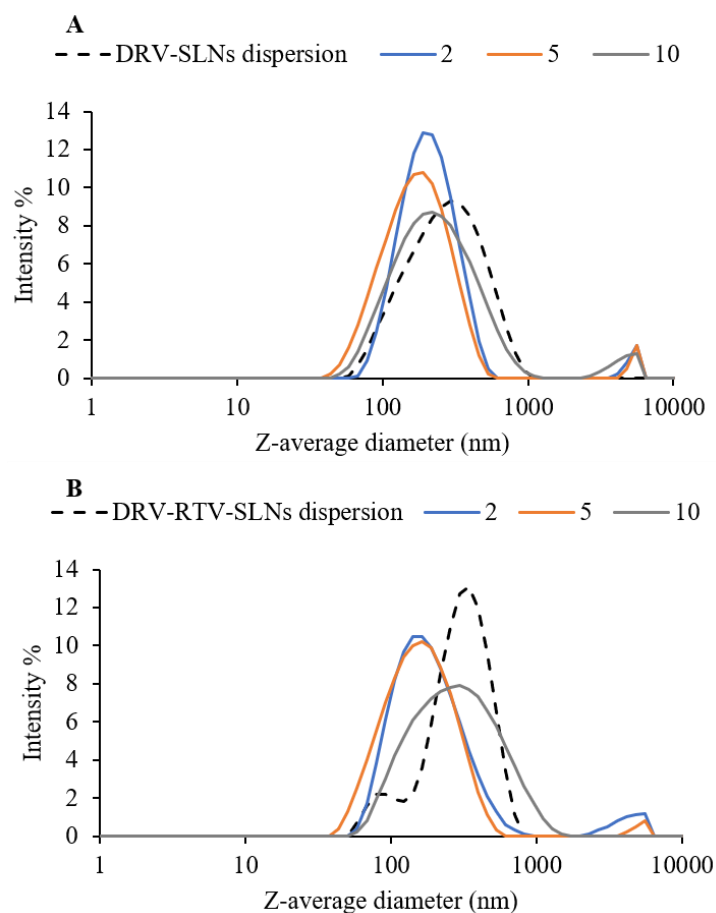 A
DRV-SLNs dispersion 2 5 10
14
12
10
8
6
4
2
0
Intensity %
1 10 100 1000 10000
Z-average diameter (nm)
B
DRV-RTV-SLNs dispersion 2 5 10
14
12
10
8
6
4
2
0
Intensity %
1 10 100 1000 10000
Z-average diameter (nm)